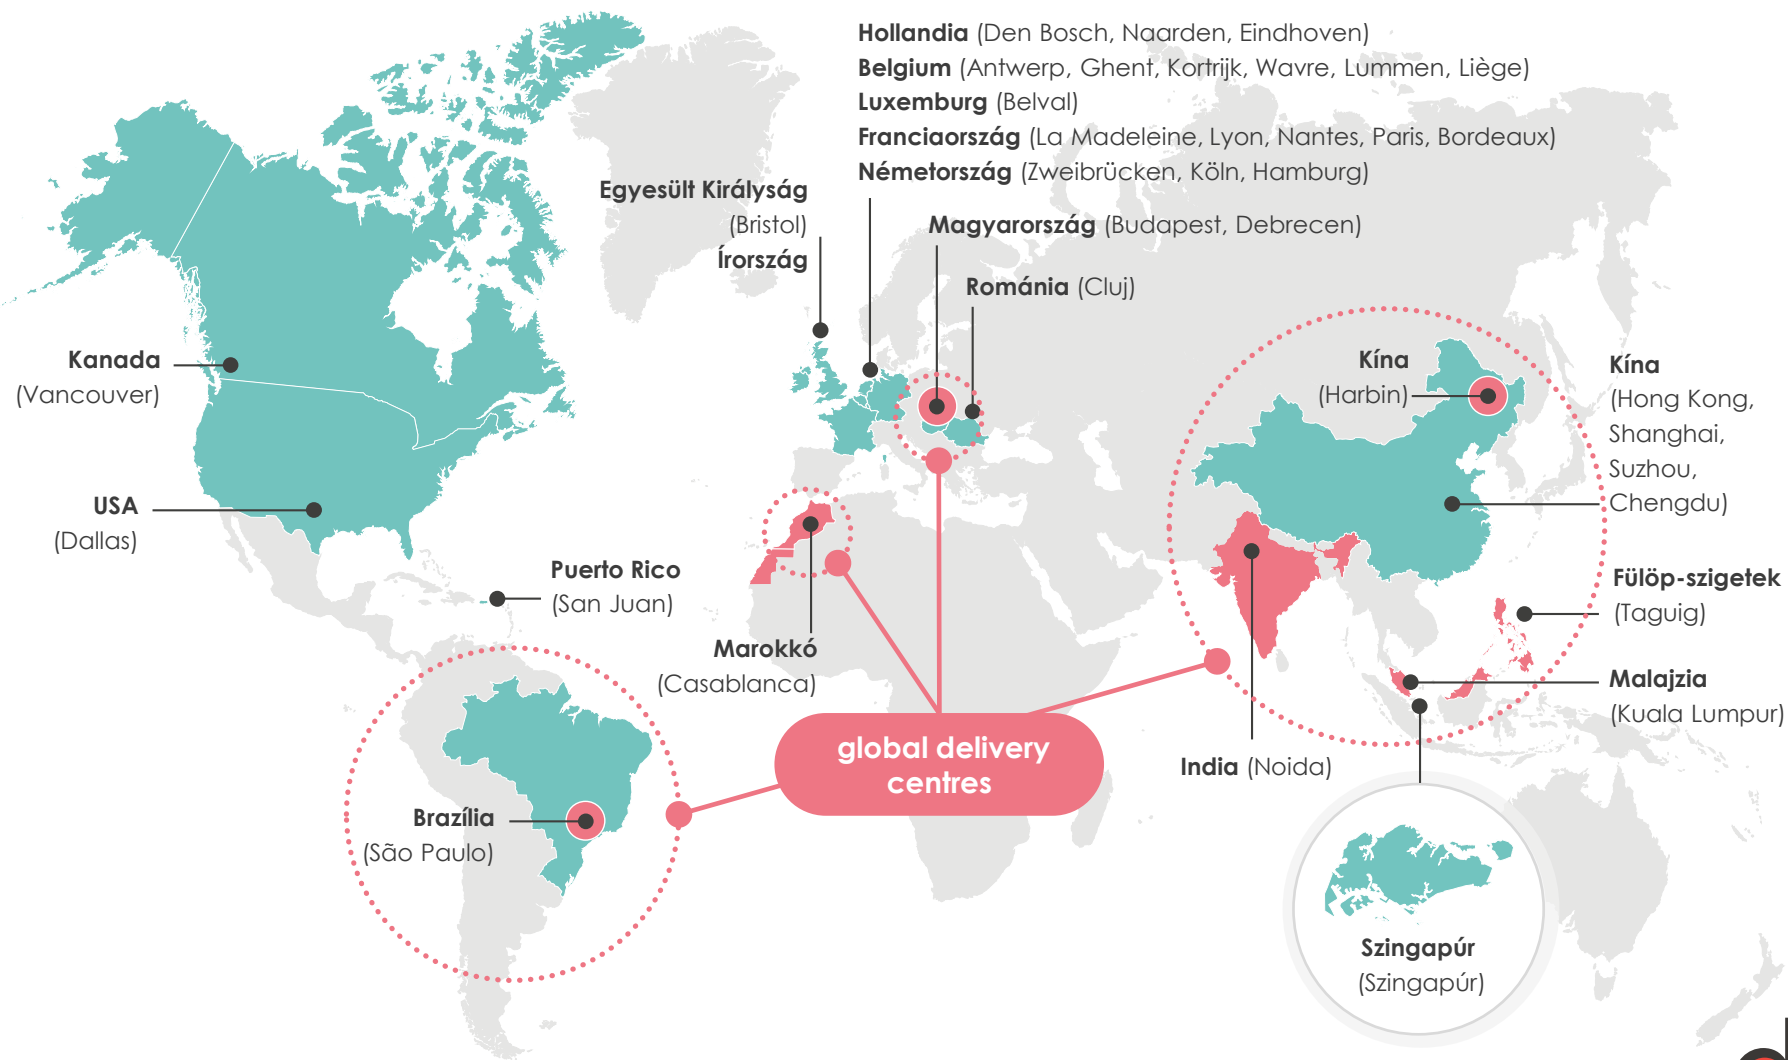 Hollandia (Den Bosch, Naarden, Eindhoven)
Belgium (Antwerp, Ghent, Kortrijk, Wavre, Lummen, Liège)
Luxemburg (Belval)
Franciaország (La Madeleine, Lyon, Nantes, Paris, Bordeaux)
Németország (Zweibrücken, Köln, Hamburg)
Egyesült Királyság
(Bristol)
Írország
Magyarország (Budapest, Debrecen)
Románia (Cluj)
Kanada
(Vancouver)
Kína
(Harbin)
Kína
(Hong Kong,
Shanghai,
Suzhou,
Chengdu)
USA
(Dallas)
Puerto Rico
(San Juan)
Marokkó
(Casablanca)
Fülöp-szigetek
(Taguig)
Malajzia
(Kuala Lumpur)
global delivery
centres
India (Noida)
Brazília
(São Paulo)
Szingapúr
(Szingapúr)